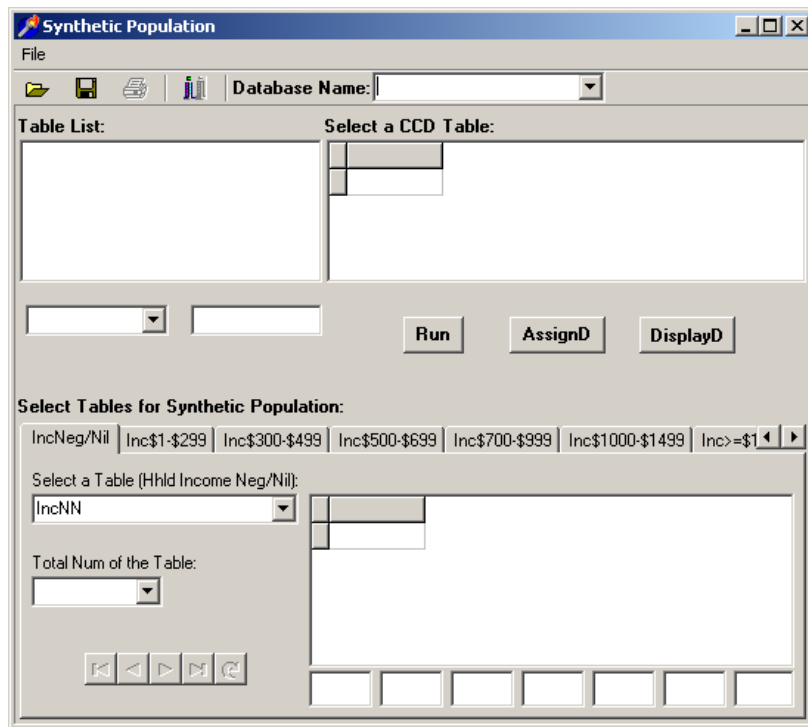 Synthetic Population
File
Database Name:
Table List: Select a CCD Table:
Run AssignD DisplayD
Select Tables for Synthetic Population:
IncNeg/Nil Inc$1-$299 Inc$300-$499 Inc$500-$699 Inc$700-$999 Inc$1000-$1499 Inc>=$1
Select a Table (Hhld Income Neg/Nil):
IncNN
Total Num of the Table: